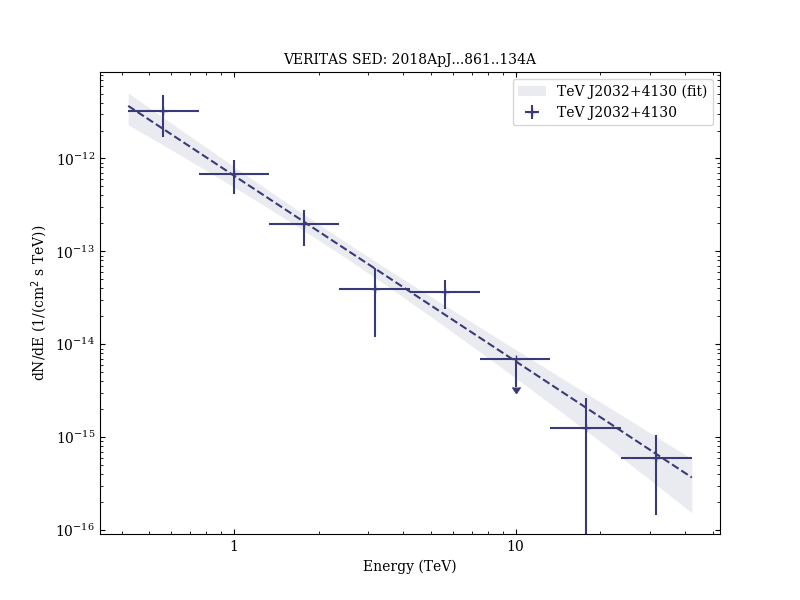 VERITAS SED: 2018ApJ...861..134A
TeV J2032+4130 (fit)
TeV J2032+4130
10⁻¹²
10⁻¹³
10⁻¹⁴
10⁻¹⁵
10⁻¹⁶
dN/dE (1/(cm² s TeV))
1 10
Energy (TeV)